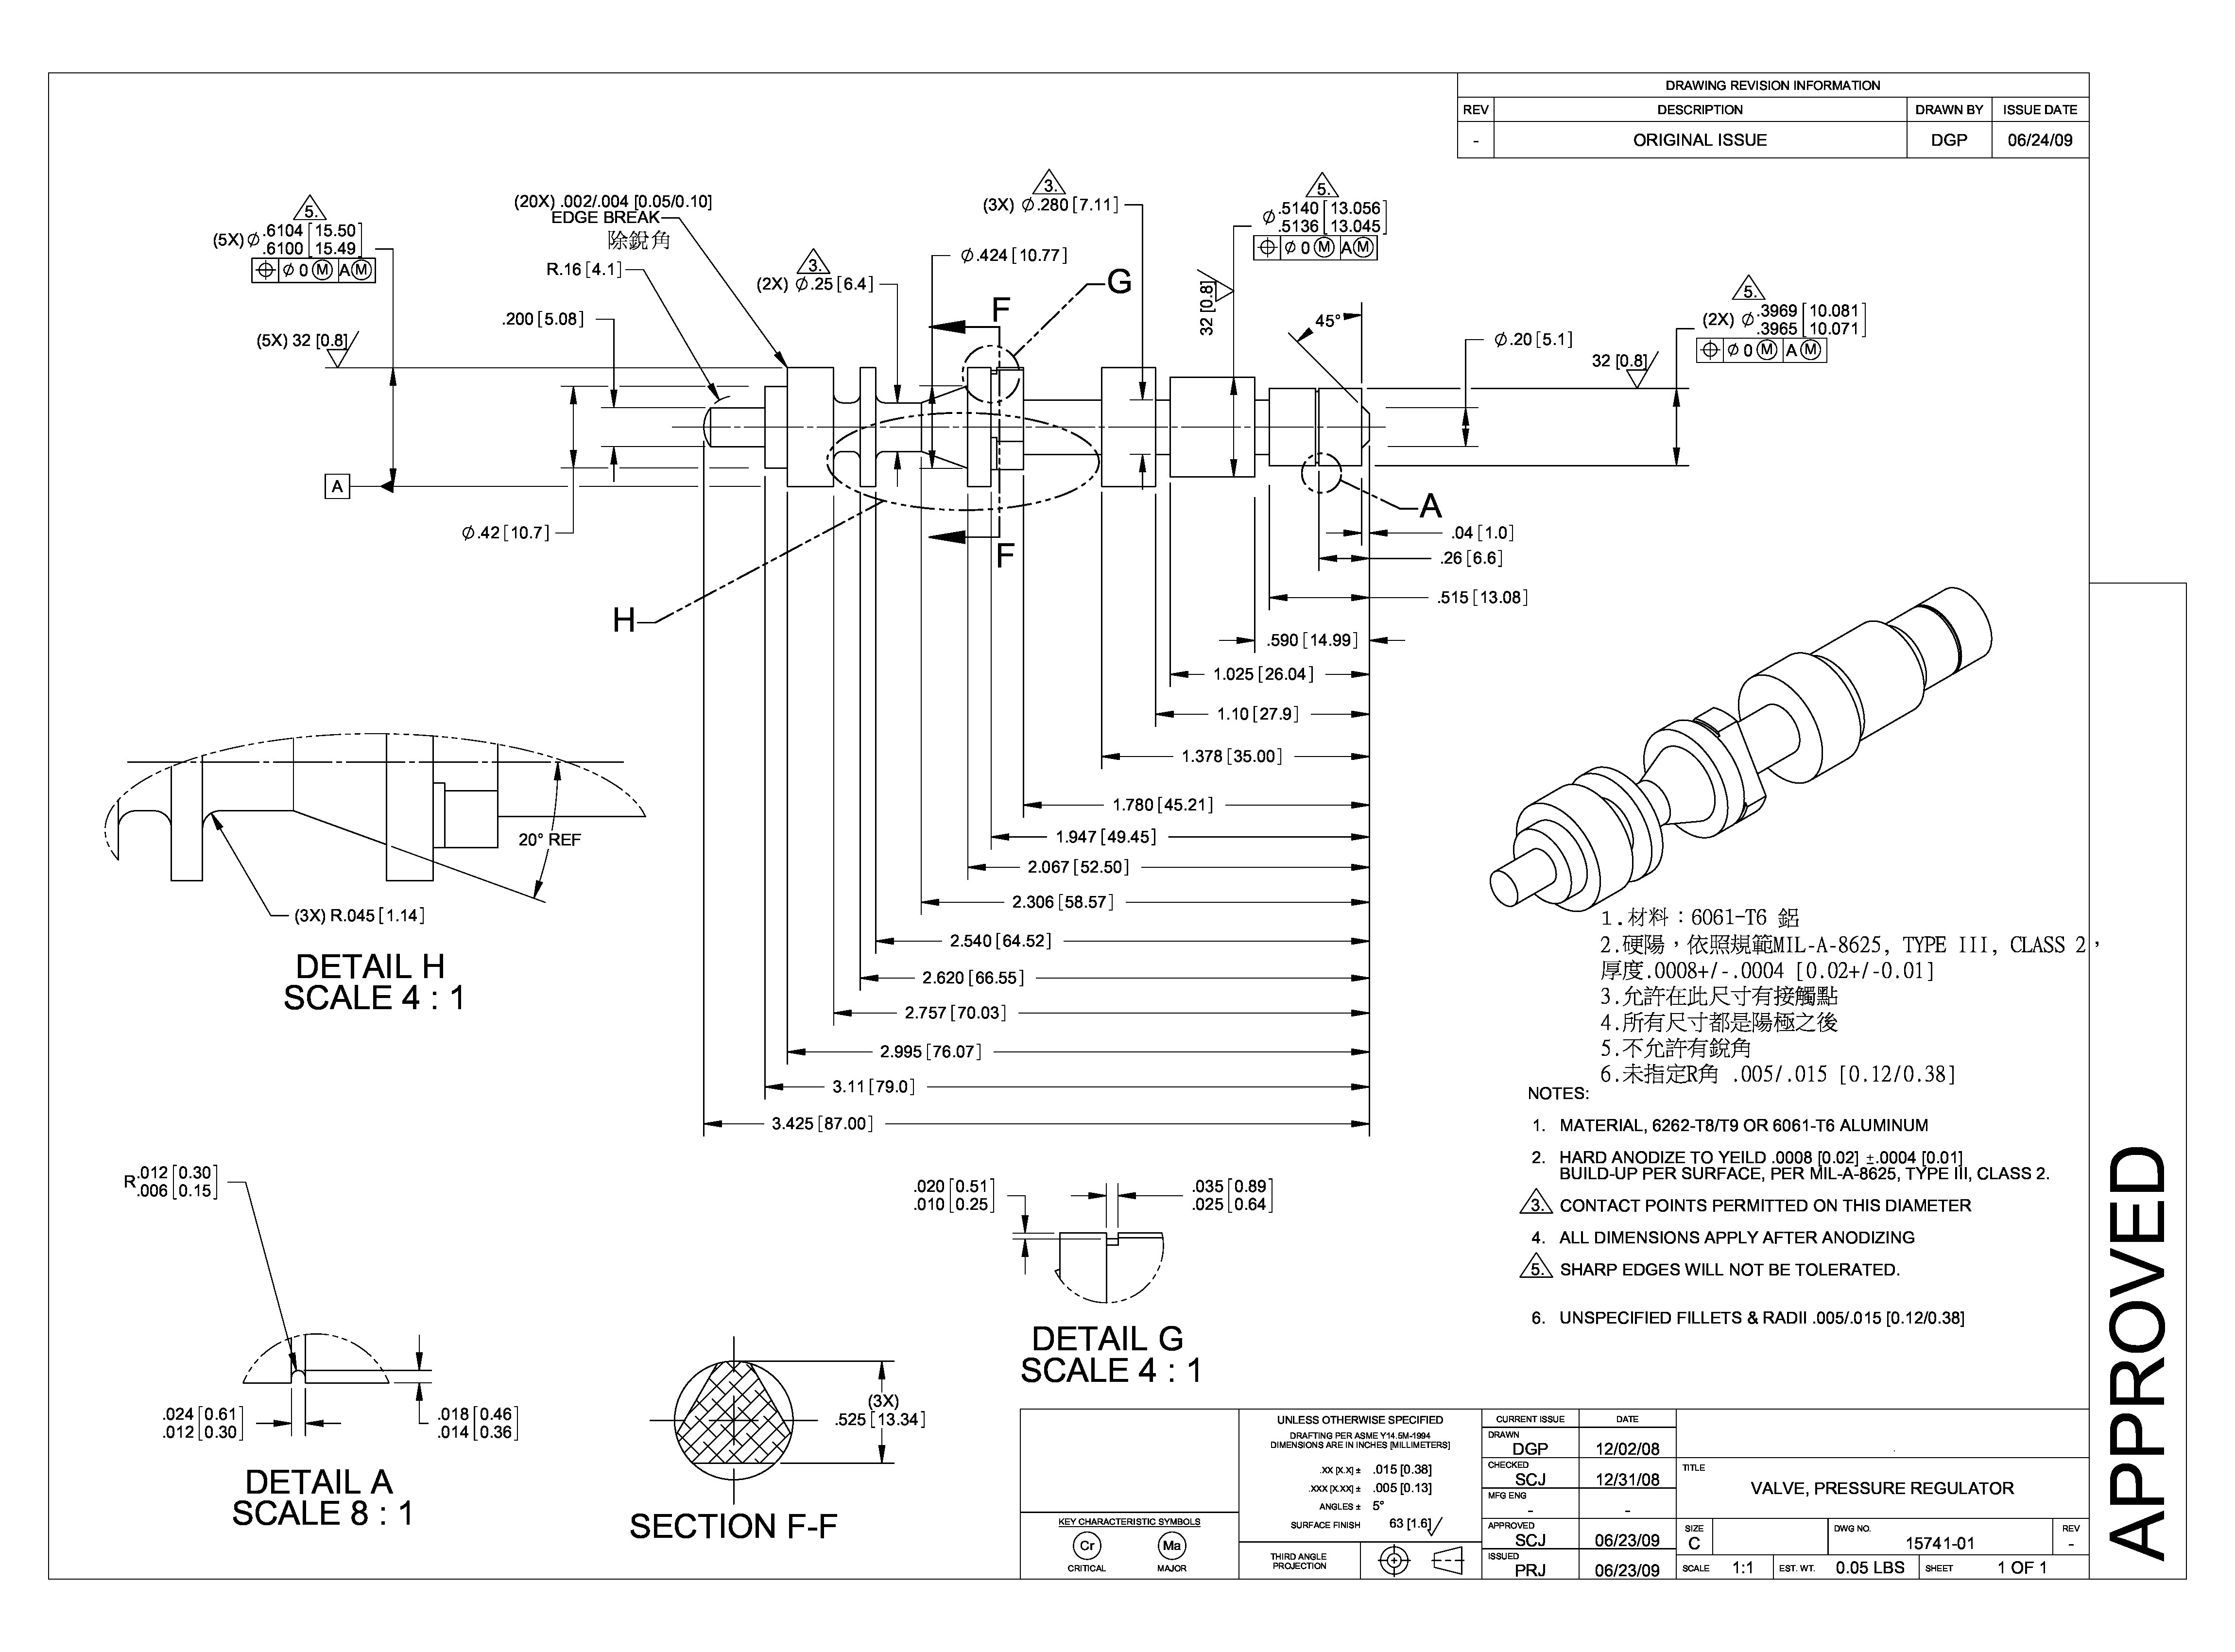 DRAWING REVISION INFORMATION
REV DESCRIPTION DRAWN BY ISSUE DATE
- ORIGINAL ISSUE DGP 06/24/09
5.
(5X) ⌀ .6104 [15.50]
.6100 [15.49]
⌖ ⌀ 0 Ⓜ A Ⓜ
(5X) 32 [0.8]
(20X) .002/.004 [0.05/0.10]
EDGE BREAK
除銳角
R.16 [4.1]
.200 [5.08]
3.
(2X) ⌀.25 [6.4]
3.
(3X) ⌀.280 [7.11]
⌀.424 [10.77]
G
F
5.
⌀ .5140 [13.056]
.5136 [13.045]
⌖ ⌀ 0 Ⓜ A Ⓜ
32 [0.8]
45°
5.
(2X) ⌀ .3969 [10.081]
.3965 [10.071]
⌖ ⌀ 0 Ⓜ A Ⓜ
⌀.20 [5.1]
32 [0.8]
A
⌀.42 [10.7]
F
H
A
.04 [1.0]
.26 [6.6]
.515 [13.08]
.590 [14.99]
1.025 [26.04]
1.10 [27.9]
1.378 [35.00]
1.780 [45.21]
1.947 [49.45]
2.067 [52.50]
2.306 [58.57]
2.540 [64.52]
2.620 [66.55]
2.757 [70.03]
2.995 [76.07]
3.11 [79.0]
3.425 [87.00]
20° REF
(3X) R.045 [1.14]
DETAIL H
SCALE 4 : 1
1.材料：6061-T6 鋁
2.硬陽，依照規範MIL-A-8625, TYPE III, CLASS 2，
厚度.0008+/-.0004 [0.02+/-0.01]
3.允許在此尺寸有接觸點
4.所有尺寸都是陽極之後
5.不允許有銳角
6.未指定R角 .005/.015 [0.12/0.38]
NOTES:
1. MATERIAL, 6262-T8/T9 OR 6061-T6 ALUMINUM
2. HARD ANODIZE TO YEILD .0008 [0.02] ±.0004 [0.01]
BUILD-UP PER SURFACE, PER MIL-A-8625, TYPE III, CLASS 2.
3. CONTACT POINTS PERMITTED ON THIS DIAMETER
4. ALL DIMENSIONS APPLY AFTER ANODIZING
5. SHARP EDGES WILL NOT BE TOLERATED.
6. UNSPECIFIED FILLETS & RADII .005/.015 [0.12/0.38]
R .012 [0.30]
.006 [0.15]
.024 [0.61]
.012 [0.30]
.018 [0.46]
.014 [0.36]
DETAIL A
SCALE 8 : 1
(3X)
.525 [13.34]
SECTION F-F
.020 [0.51]
.010 [0.25]
.035 [0.89]
.025 [0.64]
DETAIL G
SCALE 4 : 1
KEY CHARACTERISTIC SYMBOLS
Cr Ma
CRITICAL MAJOR
UNLESS OTHERWISE SPECIFIED
DRAFTING PER ASME Y14.5M-1994
DIMENSIONS ARE IN INCHES [MILLIMETERS]
.XX [X.X] ± .015 [0.38]
.XXX [X.XX] ± .005 [0.13]
ANGLES ± 5°
SURFACE FINISH 63 [1.6]
THIRD ANGLE
PROJECTION
CURRENT ISSUE DATE
DRAWN
DGP 12/02/08
CHECKED
SCJ 12/31/08
MFG ENG
- -
APPROVED
SCJ 06/23/09
ISSUED
PRJ 06/23/09
TITLE
VALVE, PRESSURE REGULATOR
SIZE
C
DWG NO.
15741-01
REV
-
SCALE 1:1 EST. WT. 0.05 LBS SHEET 1 OF 1
APPROVED